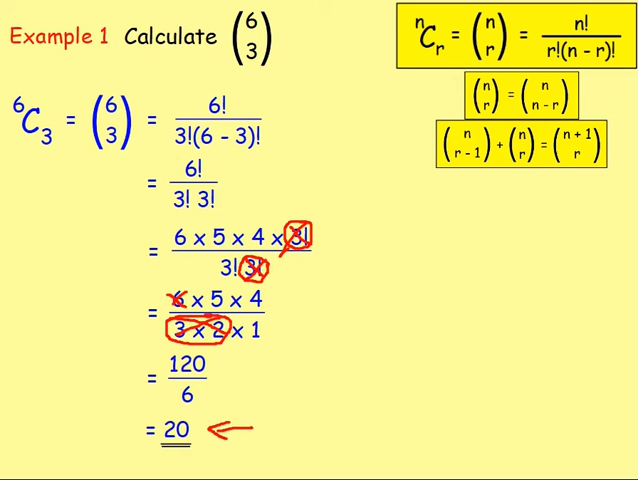 Example 1 Calculate (6 3)
ⁿCᵣ = (n r) = n! / r!(n - r)!
(n r) = (n n - r)
(n r - 1) + (n r) = (n + 1 r)
⁶C₃ = (6 3) = 6! / 3!(6 - 3)!
= 6! / 3! 3!
= 6 x 5 x 4 x 3! / 3! 3!
= 6 x 5 x 4 / 3 x 2 x 1
= 120 / 6
= 20